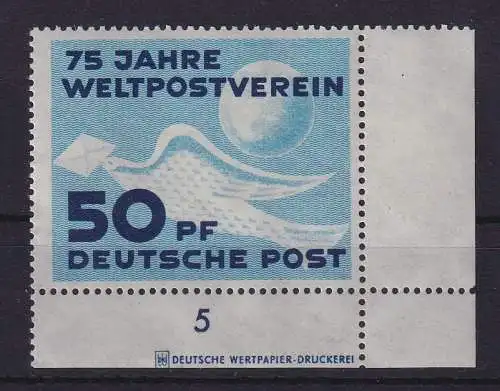 75 JAHRE
WELTPOSTVEREIN
50 PF
DEUTSCHE POST
5
DEUTSCHE WERTPAPIER-DRUCKEREI